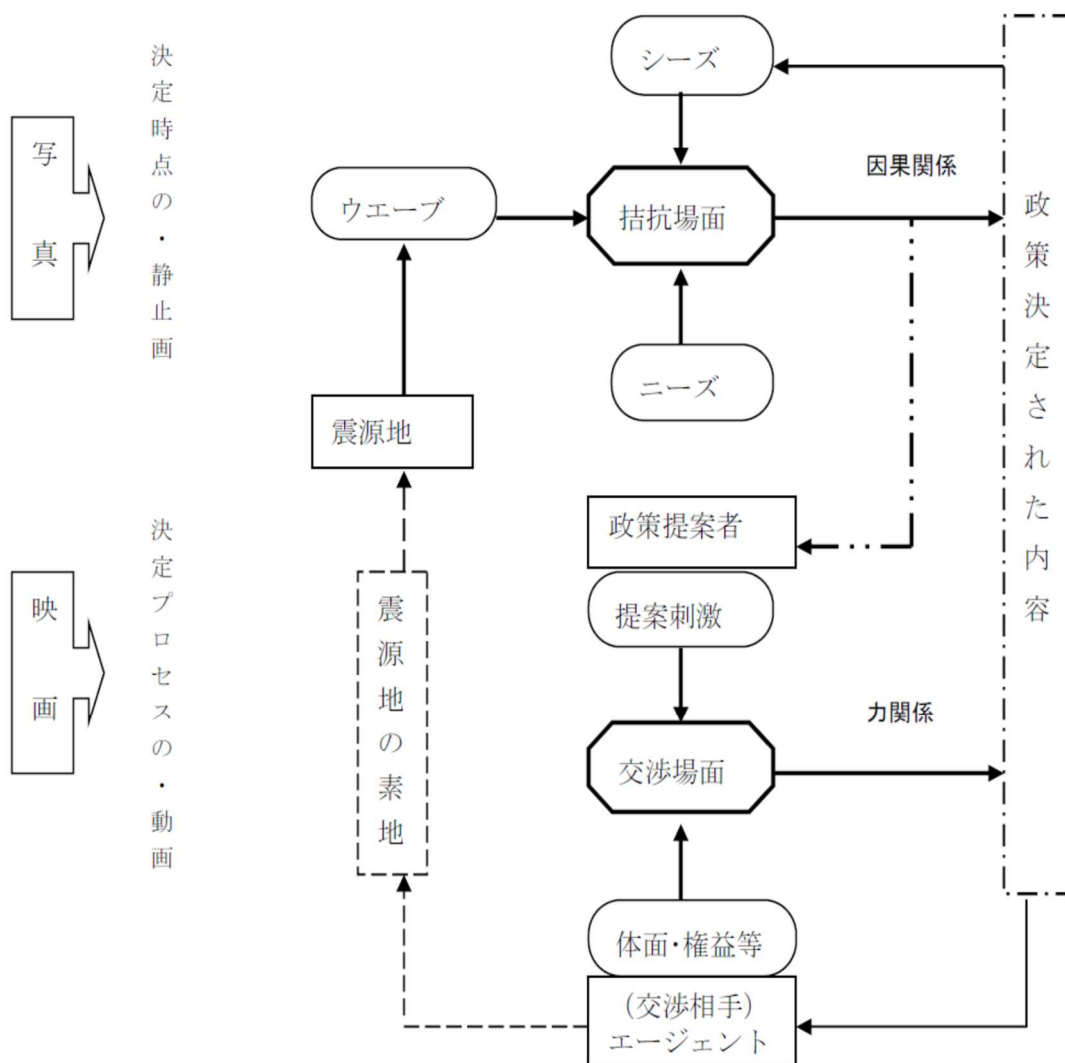 シーズ
決定時点の・静止画
写真
因果関係
ウエーブ
拮抗場面
政策決定された内容
ニーズ
震源地
政策提案者
決定プロセスの・動画
映画
提案刺激
震源地の素地
力関係
交渉場面
体面・権益等
(交渉相手)
エージェント